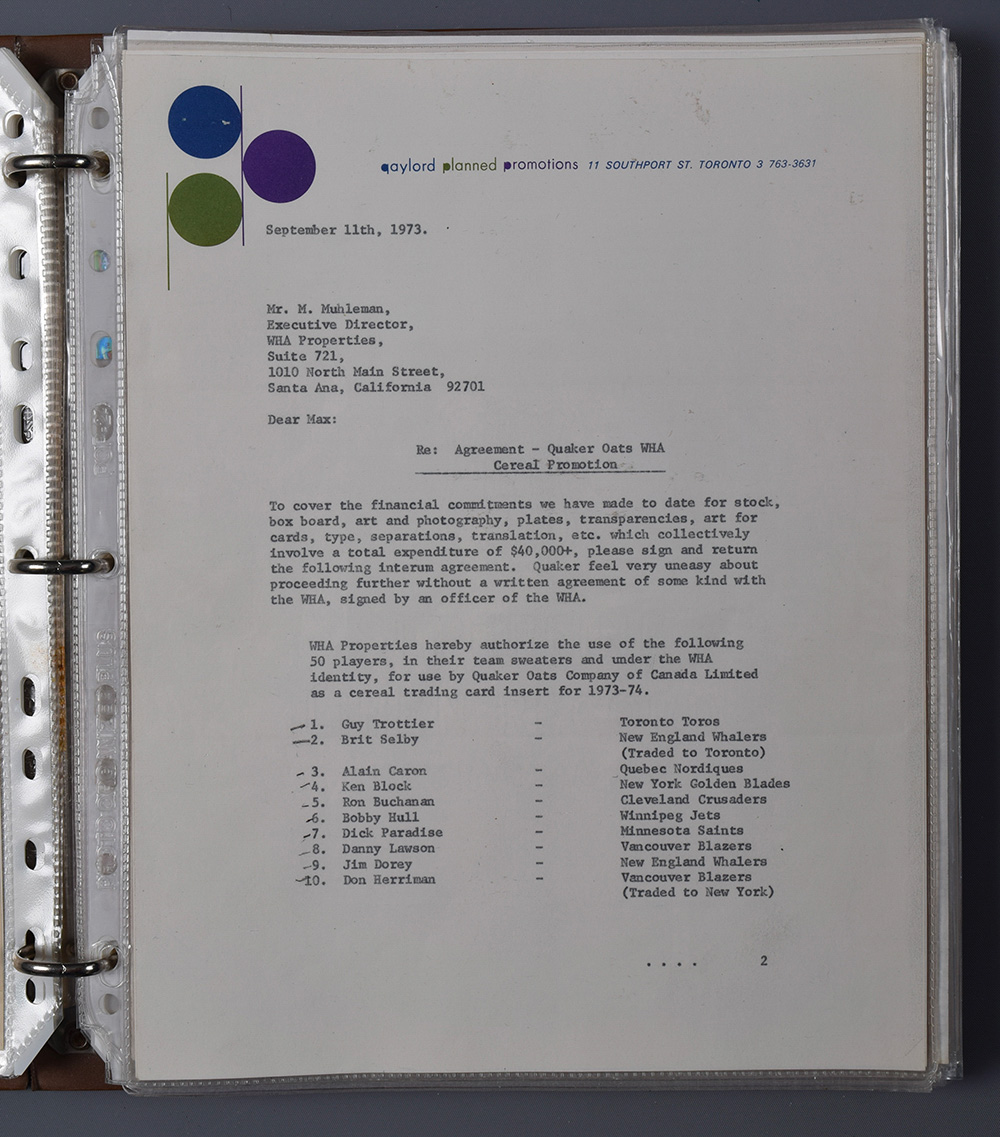 gaylord planned promotions 11 SOUTHPORT ST. TORONTO 3 763-3631
September 11th, 1973.
Mr. M. Muhleman,
Executive Director,
WHA Properties,
Suite 721,
1010 North Main Street,
Santa Ana, California 92701
Dear Max:
Re: Agreement - Quaker Oats WHA
Cereal Promotion
To cover the financial commitments we have made to date for stock,
box board, art and photography, plates, transparencies, art for
cards, type, separations, translation, etc. which collectively
involve a total expenditure of $40,000+, please sign and return
the following interum agreement. Quaker feel very uneasy about
proceeding further without a written agreement of some kind with
the WHA, signed by an officer of the WHA.
WHA Properties hereby authorize the use of the following
50 players, in their team sweaters and under the WHA
identity, for use by Quaker Oats Company of Canada Limited
as a cereal trading card insert for 1973-74.
1. Guy Trottier - Toronto Toros
2. Brit Selby - New England Whalers
(Traded to Toronto)
3. Alain Caron - Quebec Nordiques
4. Ken Block - New York Golden Blades
5. Ron Buchanan - Cleveland Crusaders
6. Bobby Hull - Winnipeg Jets
7. Dick Paradise - Minnesota Saints
8. Danny Lawson - Vancouver Blazers
9. Jim Dorey - New England Whalers
10. Don Herriman - Vancouver Blazers
(Traded to New York)
. . . . 2